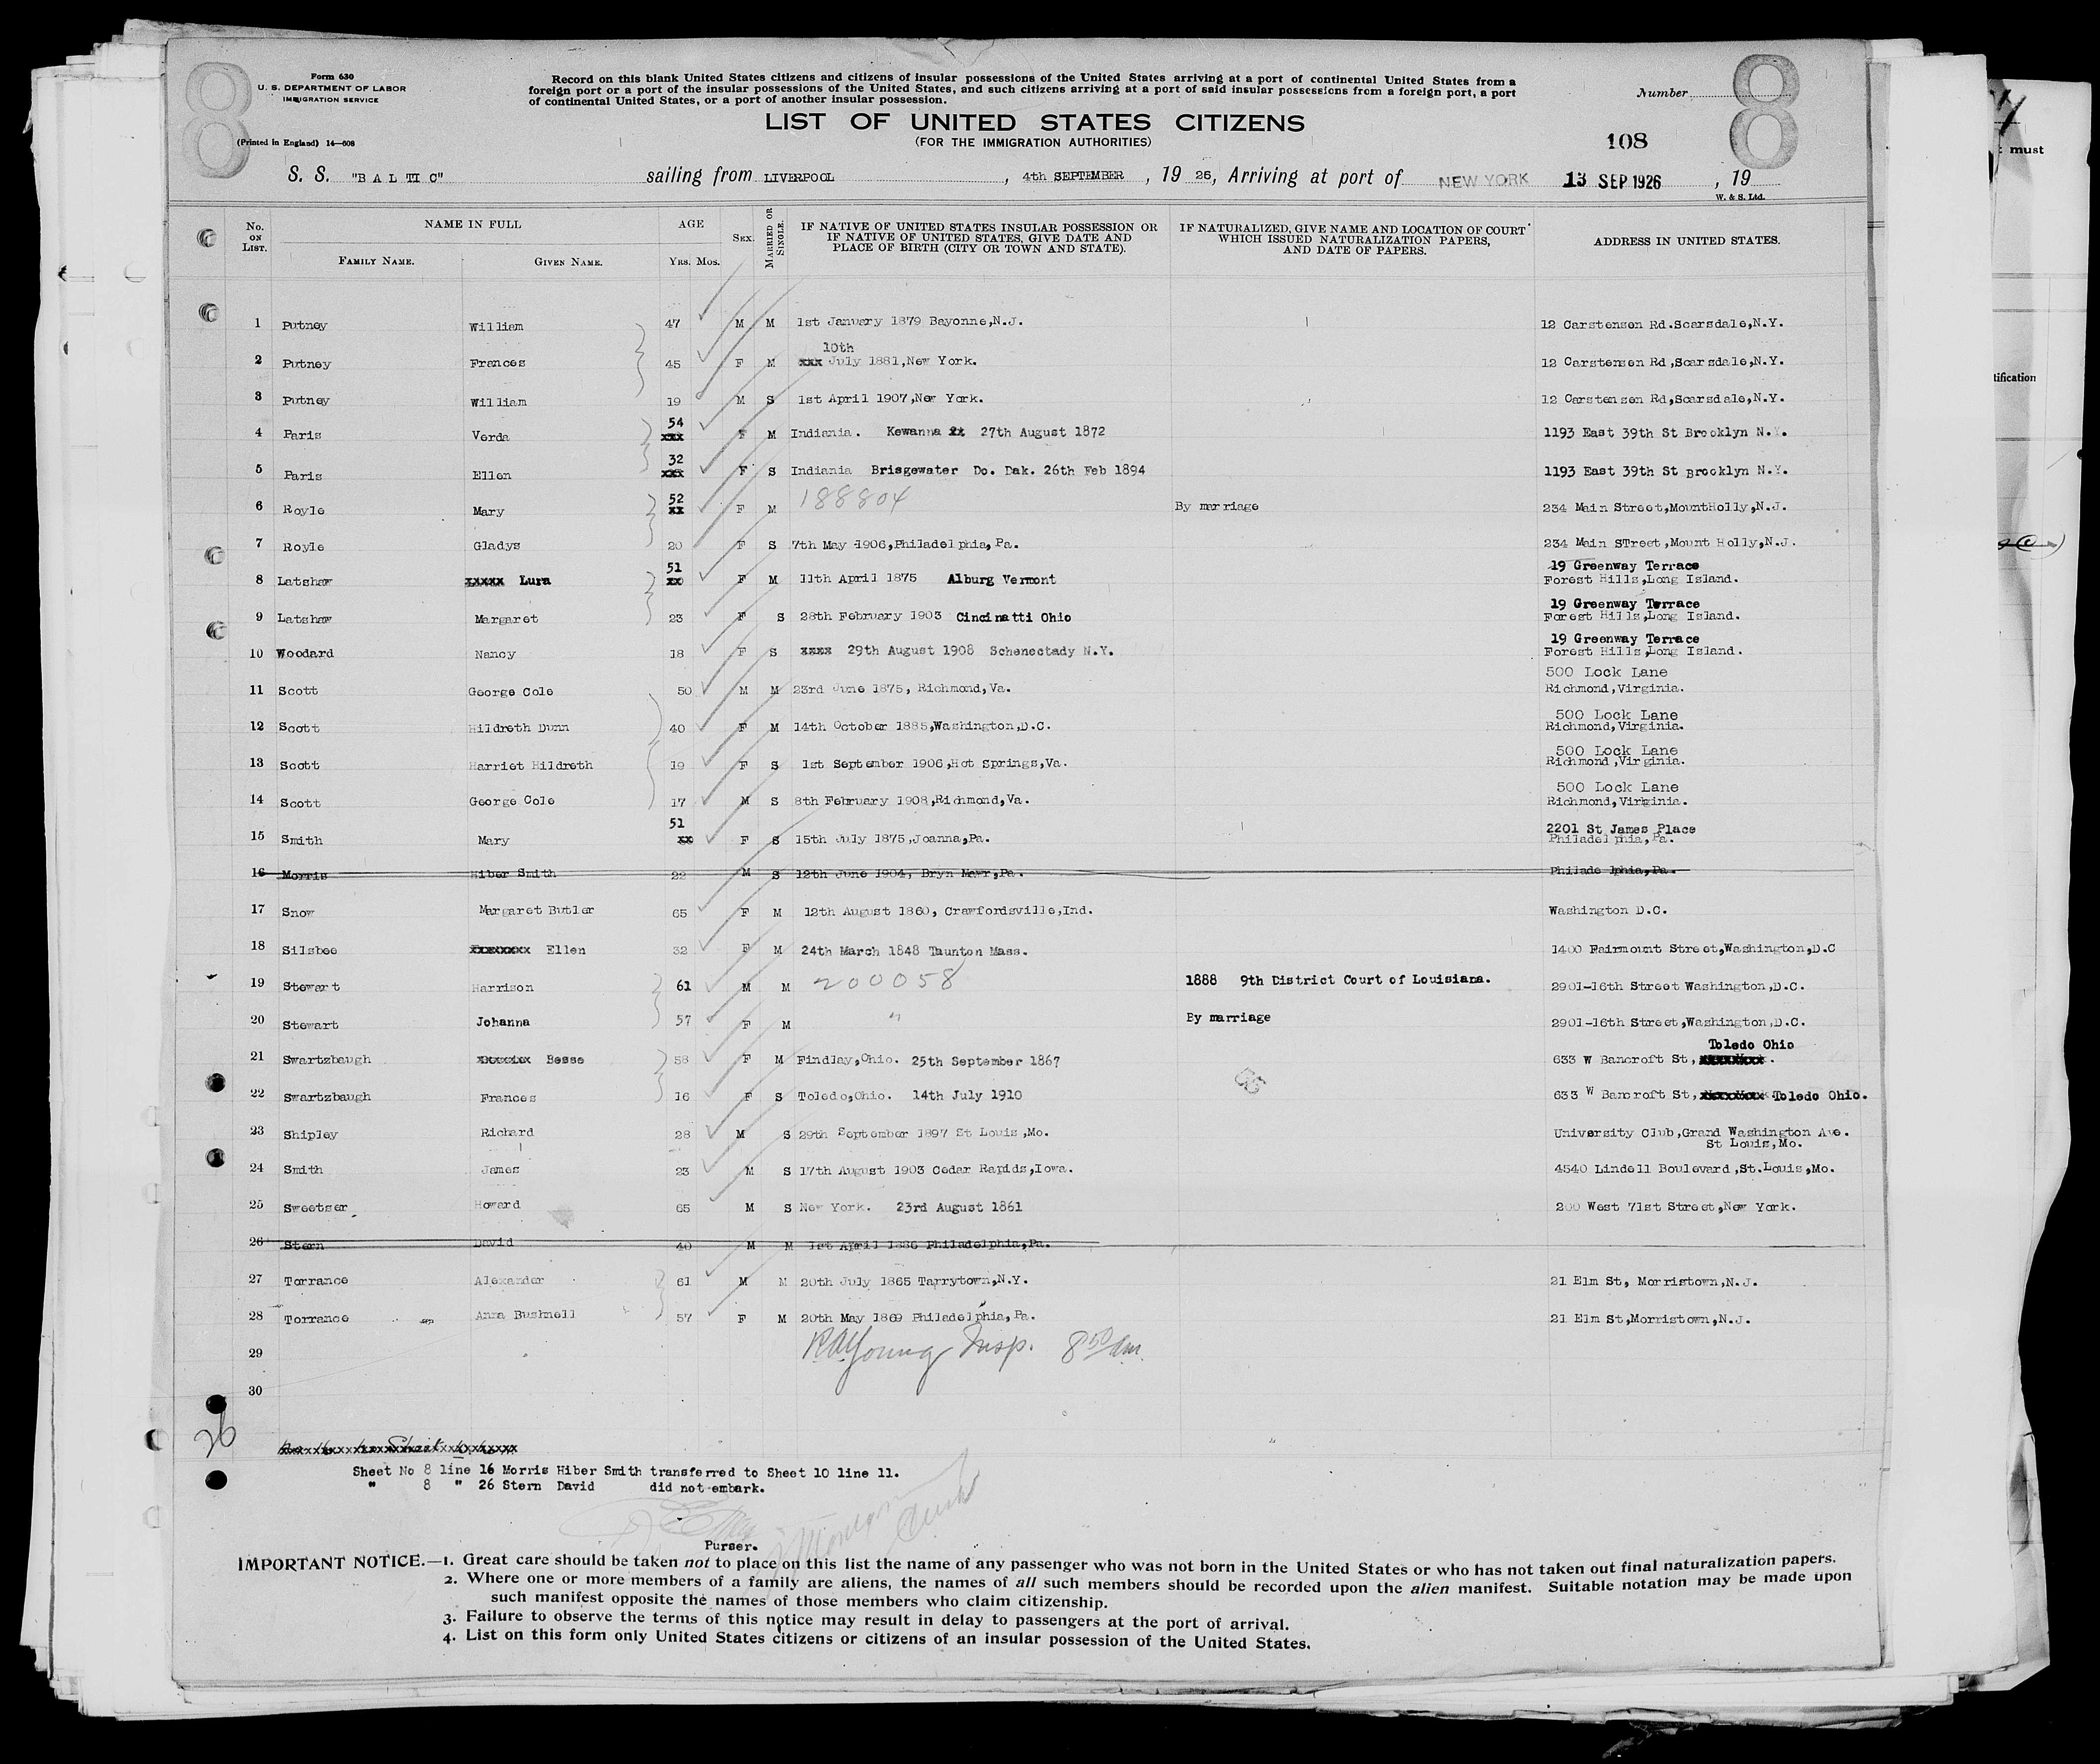 8
8
Form 630
U. S. DEPARTMENT OF LABOR
IMMIGRATION SERVICE
(Printed in England) 14—608
Record on this blank United States citizens and citizens of insular possessions of the United States arriving at a port of continental United States from a
foreign port or a port of the insular possessions of the United States, and such citizens arriving at a port of said insular possessions from a foreign port, a port
of continental United States, or a port of another insular possession.
Number
LIST OF UNITED STATES CITIZENS
(FOR THE IMMIGRATION AUTHORITIES)
108
must
S. S. "B A L TI C" sailing from LIVERPOOL, 4th SEPTEMBER, 19 26, Arriving at port of NEW YORK 13 SEP 1926, 19
W. & S. Ltd.
No. ON LIST. NAME IN FULL AGE SEX. MARRIED OR SINGLE. IF NATIVE OF UNITED STATES INSULAR POSSESSION OR IF NATIVE OF UNITED STATES, GIVE DATE AND PLACE OF BIRTH (CITY OR TOWN AND STATE). IF NATURALIZED, GIVE NAME AND LOCATION OF COURT WHICH ISSUED NATURALIZATION PAPERS, AND DATE OF PAPERS. ADDRESS IN UNITED STATES.
FAMILY NAME. GIVEN NAME. YRS. MOS.
1 Putney William 47 M M 1st January 1879 Bayonne,N.J. 12 Carstensen Rd.Scarsdale,N.Y.
2 Putney Frances 45 F M 10th xxx July 1881,New York. 12 Carstensen Rd,Scarsdale,N.Y.
tification
3 Putney William 19 M S 1st April 1907,New York. 12 Carstensen Rd,Scarsdale,N.Y.
4 Paris Verda 54 xxx F M Indiania. Kewanna xx 27th August 1872 1193 East 39th St Brooklyn N.Y.
5 Paris Ellen 32 xxx F S Indiania Brisgewater Do. Dak. 26th Feb 1894 1193 East 39th St Brooklyn N.Y.
6 Royle Mary 52 xx F M 188804 By marriage 234 Main Street,MountHolly,N.J.
7 Royle Gladys 20 F S 7th May 1906,Philadelphia,Pa. 234 Main STreet,Mount Holly,N.J.
8 Latshaw xxxxx Lura 51 xx F M 11th April 1875 Alburg Vermont 19 Greenway Terrace Forest Hills,Long Island.
9 Latshaw Margaret 23 F S 28th February 1903 Cincinatti Ohio 19 Greenway Terrace Forest Hills,Long Island.
10 Woodard Nancy 18 F S xxxx 29th August 1908 Schenectady N.Y. 19 Greenway Terrace Forest Hills,Long Island.
11 Scott George Cole 50 M M 23rd June 1875, Richmond,Va. 500 Lock Lane Richmond,Virginia.
12 Scott Hildreth Dunn 40 F M 14th October 1885,Washington,D.C. 500 Lock Lane Richmond,Virginia.
13 Scott Harriet Hildreth 19 F S 1st September 1906,Hot Springs,Va. 500 Lock Lane Richmond,Virginia.
14 Scott George Cole 17 M S 8th February 1908,Richmond,Va. 500 Lock Lane Richmond,Virginia.
15 Smith Mary 51 xx F S 15th July 1875,Joanna,Pa. 2201 St James Place Philadelphia,Pa.
16 Morris Hiber Smith 22 M S 12th June 1904, Bryn Mawr,Pa. Philadelphia,Pa.
17 Snow Margaret Butler 65 F M 12th August 1860, Crawfordsville,Ind. Washington D.C.
18 Silsbee xxxxxxxx Ellen 32 F M 24th March 1848 Taunton Mass. 1400 Fairmount Street,Washington,D.C
19 Stewart Harrison 61 M M 200058 1888 9th District Court of Louisiana. 2901-16th Street Washington,D.C.
20 Stewart Johanna 57 F M " By marriage 2901-16th Street,Washington,D.C.
21 Swartzbaugh xxxxxxx Besse 58 F M Findlay,Ohio. 25th September 1867 633 W Bancroft St, Toledo Ohio xxxxxxxx.
22 Swartzbaugh Frances 16 F S Toledo,Ohio. 14th July 1910 633 W Bancroft St, xxxxxxxx Toledo Ohio.
23 Shipley Richard 28 M S 29th September 1897 St Louis,Mo. University Club,Grand Washington Ave. St Louis,Mo.
24 Smith James 23 M S 17th August 1903 Cedar Rapids,Iowa. 4540 Lindell Boulevard,St.Louis,Mo.
25 Sweetser Howard 65 M S New York. 23rd August 1861 200 West 71st Street,New York.
26 Stern David 40 M M 1st April 1886 Philadelphia,Pa.
27 Torrance Alexander 61 M M 20th July 1865 Tarrytown,N.Y. 21 Elm St, Morristown,N.J.
28 Torrance Anna Bushnell 57 F M 20th May 1869 Philadelphia,Pa. 21 Elm St,Morristown,N.J.
29 RAYoung Insp. 8 50 am.
30
26
Sheet No 8 line 16 Morris Hiber Smith transferred to Sheet 10 line 11.
" 8 " 26 Stern David did not embark.
Purser.
IMPORTANT NOTICE.—1. Great care should be taken not to place on this list the name of any passenger who was not born in the United States or who has not taken out final naturalization papers.
2. Where one or more members of a family are aliens, the names of all such members should be recorded upon the alien manifest. Suitable notation may be made upon
such manifest opposite the names of those members who claim citizenship.
3. Failure to observe the terms of this notice may result in delay to passengers at the port of arrival.
4. List on this form only United States citizens or citizens of an insular possession of the United States.